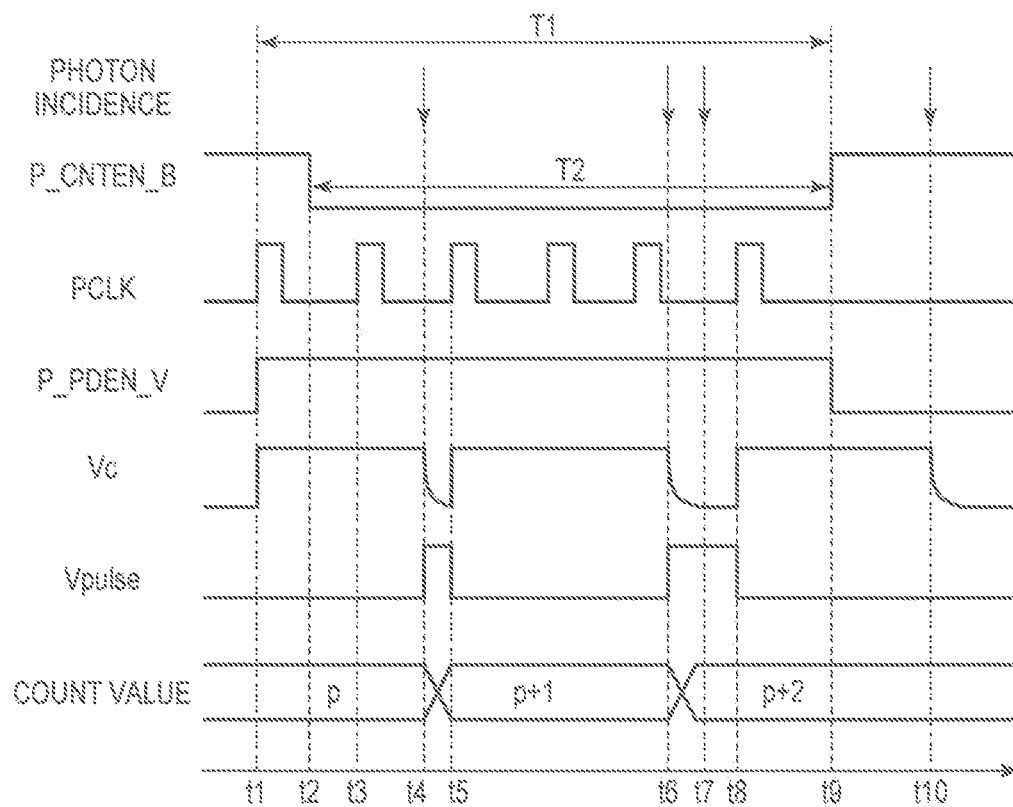 T1
PHOTON
INCIDENCE
P_CNTEN_B
T2
PCLK
P_PDEN_V
Vc
Vpulse
COUNT VALUE
p
p+1
p+2
t1 t2 t3 t4 t5 t6 t7 t8 t9 t10